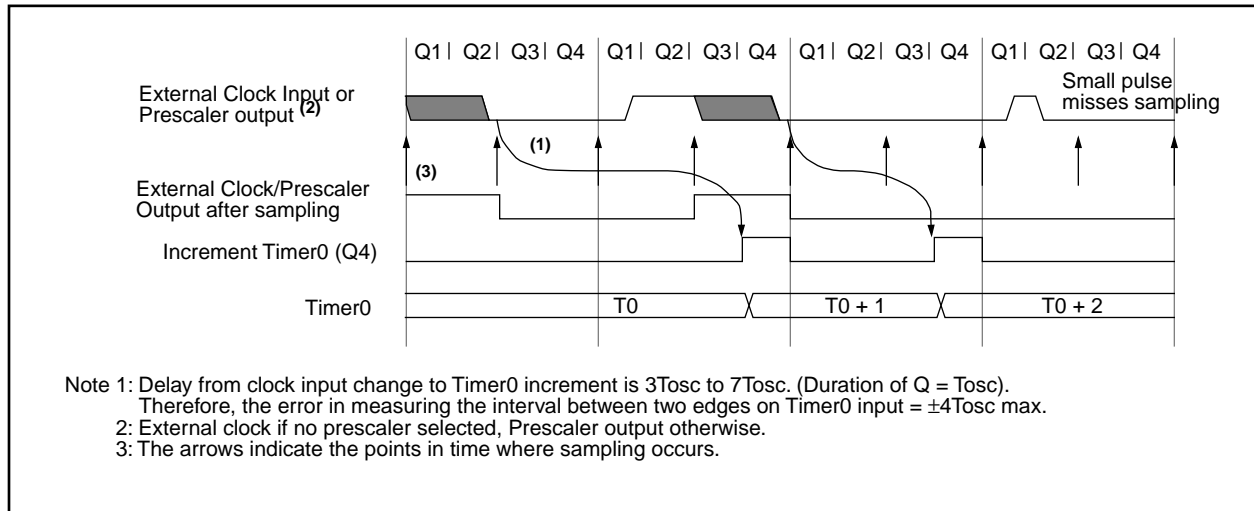 Q1| Q2| Q3| Q4 Q1| Q2| Q3| Q4 Q1| Q2| Q3| Q4 Q1| Q2| Q3| Q4
External Clock Input or
Prescaler output (2)
Small pulse
misses sampling
(1)
(3)
External Clock/Prescaler
Output after sampling
Increment Timer0 (Q4)
Timer0 T0 T0 + 1 T0 + 2
Note 1: Delay from clock input change to Timer0 increment is 3Tosc to 7Tosc. (Duration of Q = Tosc).
Therefore, the error in measuring the interval between two edges on Timer0 input = ±4Tosc max.
2: External clock if no prescaler selected, Prescaler output otherwise.
3: The arrows indicate the points in time where sampling occurs.